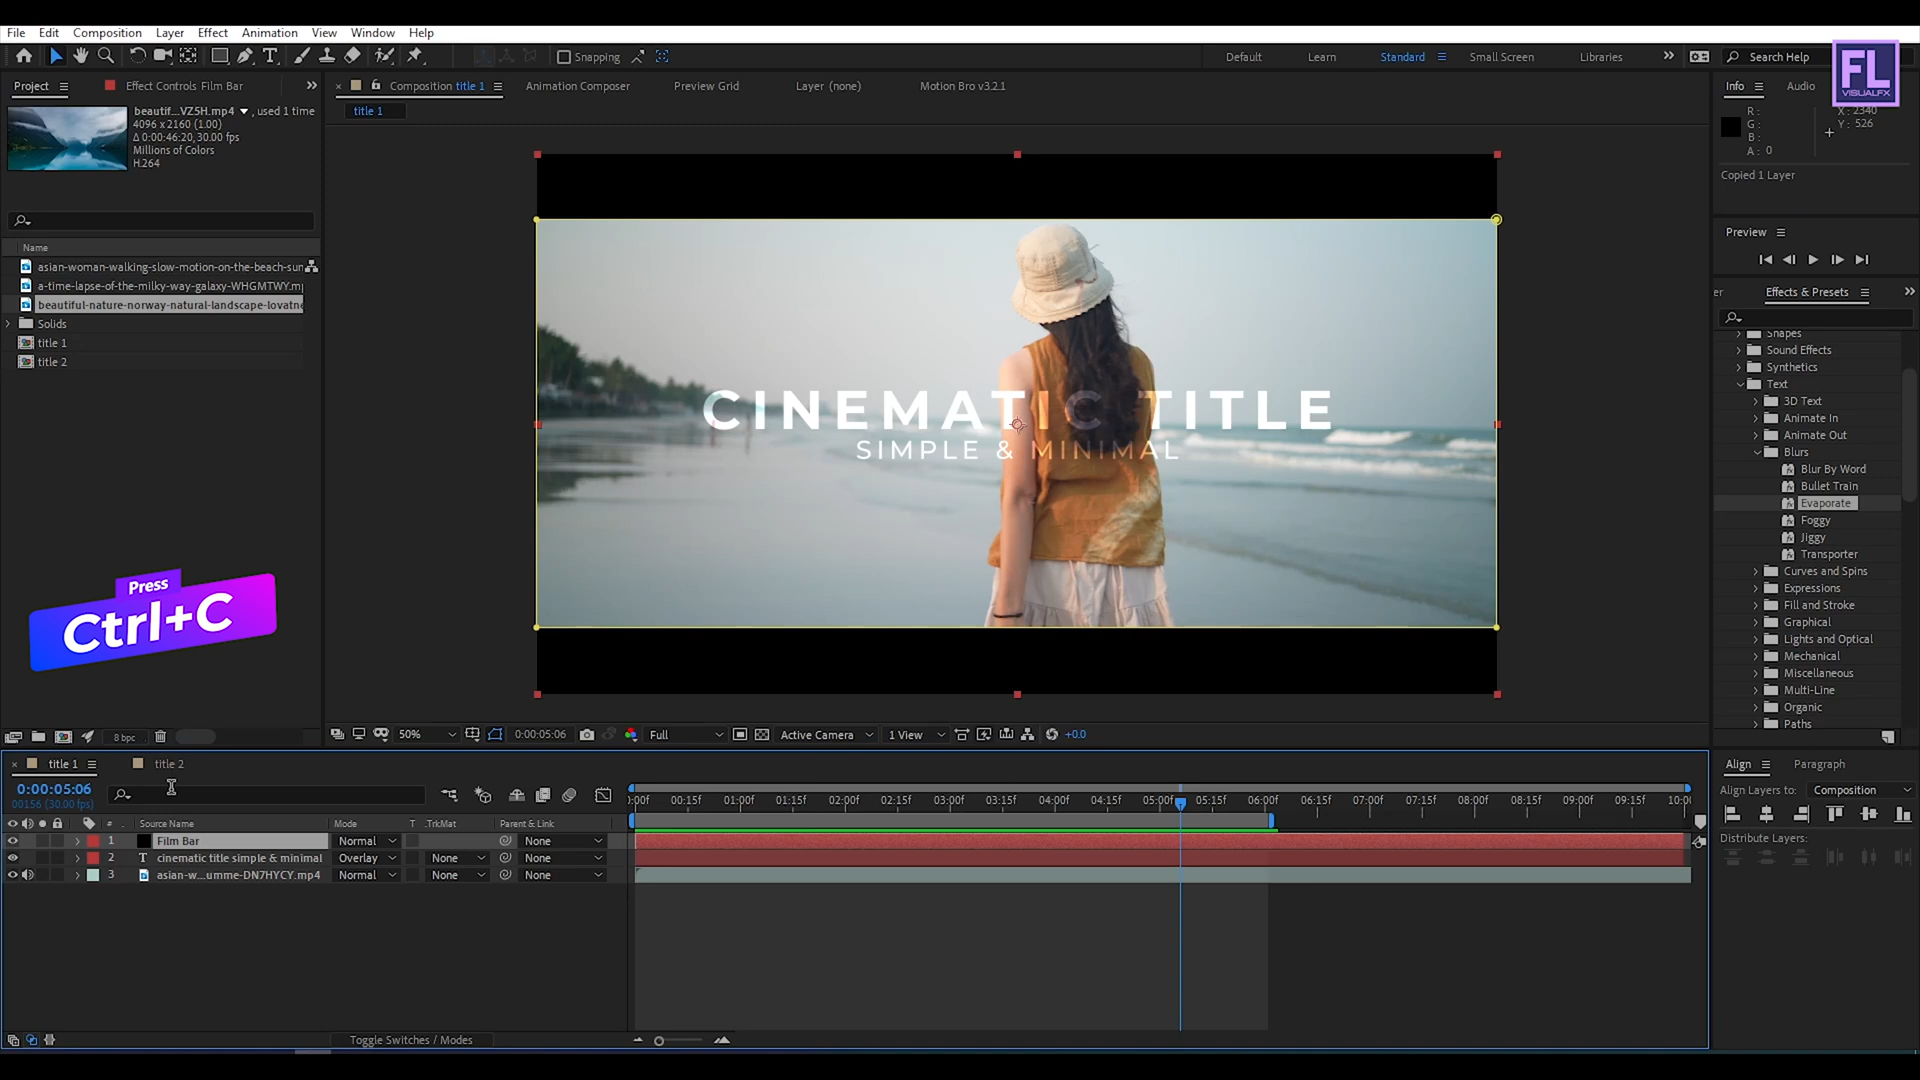 File Edit Composition Layer Effect Animation View Window Help
Snapping
Default Learn Standard Small Screen Libraries Search Help
FL
VISUALFX
Project Effect Controls Film Bar
beautif...VZ5H.mp4 , used 1 time
4096 x 2160 (1.00)
Δ 0:00:46:20, 30.00 fps
Millions of Colors
H.264
Name
asian-woman-walking-slow-motion-on-the-beach-sun
a-time-lapse-of-the-milky-way-galaxy-WHGMTWY.m
beautiful-nature-norway-natural-landscape-lovatne
Solids
title 1
title 2
Press
Ctrl+C
8 bpc
Composition title 1 Animation Composer Preview Grid Layer (none) Motion Bro v3.2.1
title 1
CINEMATIC TITLE
SIMPLE & MINIMAL
50% 0:00:05:06 Full Active Camera 1 View +0.0
Info Audio
R: X: 2340
G: Y: 526
B:
A: 0
Copied 1 Layer
Preview
er Effects & Presets
Shapes
Sound Effects
Synthetics
Text
3D Text
Animate In
Animate Out
Blurs
Blur By Word
Bullet Train
Evaporate
Foggy
Jiggy
Transporter
Curves and Spins
Expressions
Fill and Stroke
Graphical
Lights and Optical
Mechanical
Miscellaneous
Multi-Line
Organic
Paths
title 1 title 2
0:00:05:06
00156 (30.00 fps)
:00f 00:15f 01:00f 01:15f 02:00f 02:15f 03:00f 03:15f 04:00f 04:15f 05:00f 05:15f 06:00f 06:15f 07:00f 07:15f 08:00f 08:15f 09:00f 09:15f 10:00
# Source Name Mode T .TrkMat Parent & Link
1 Film Bar Normal None
2 T cinematic title simple & minimal Overlay None None
3 asian-w...umme-DN7HYCY.mp4 Normal None None
Toggle Switches / Modes
Align Paragraph
Align Layers to: Composition
Distribute Layers: